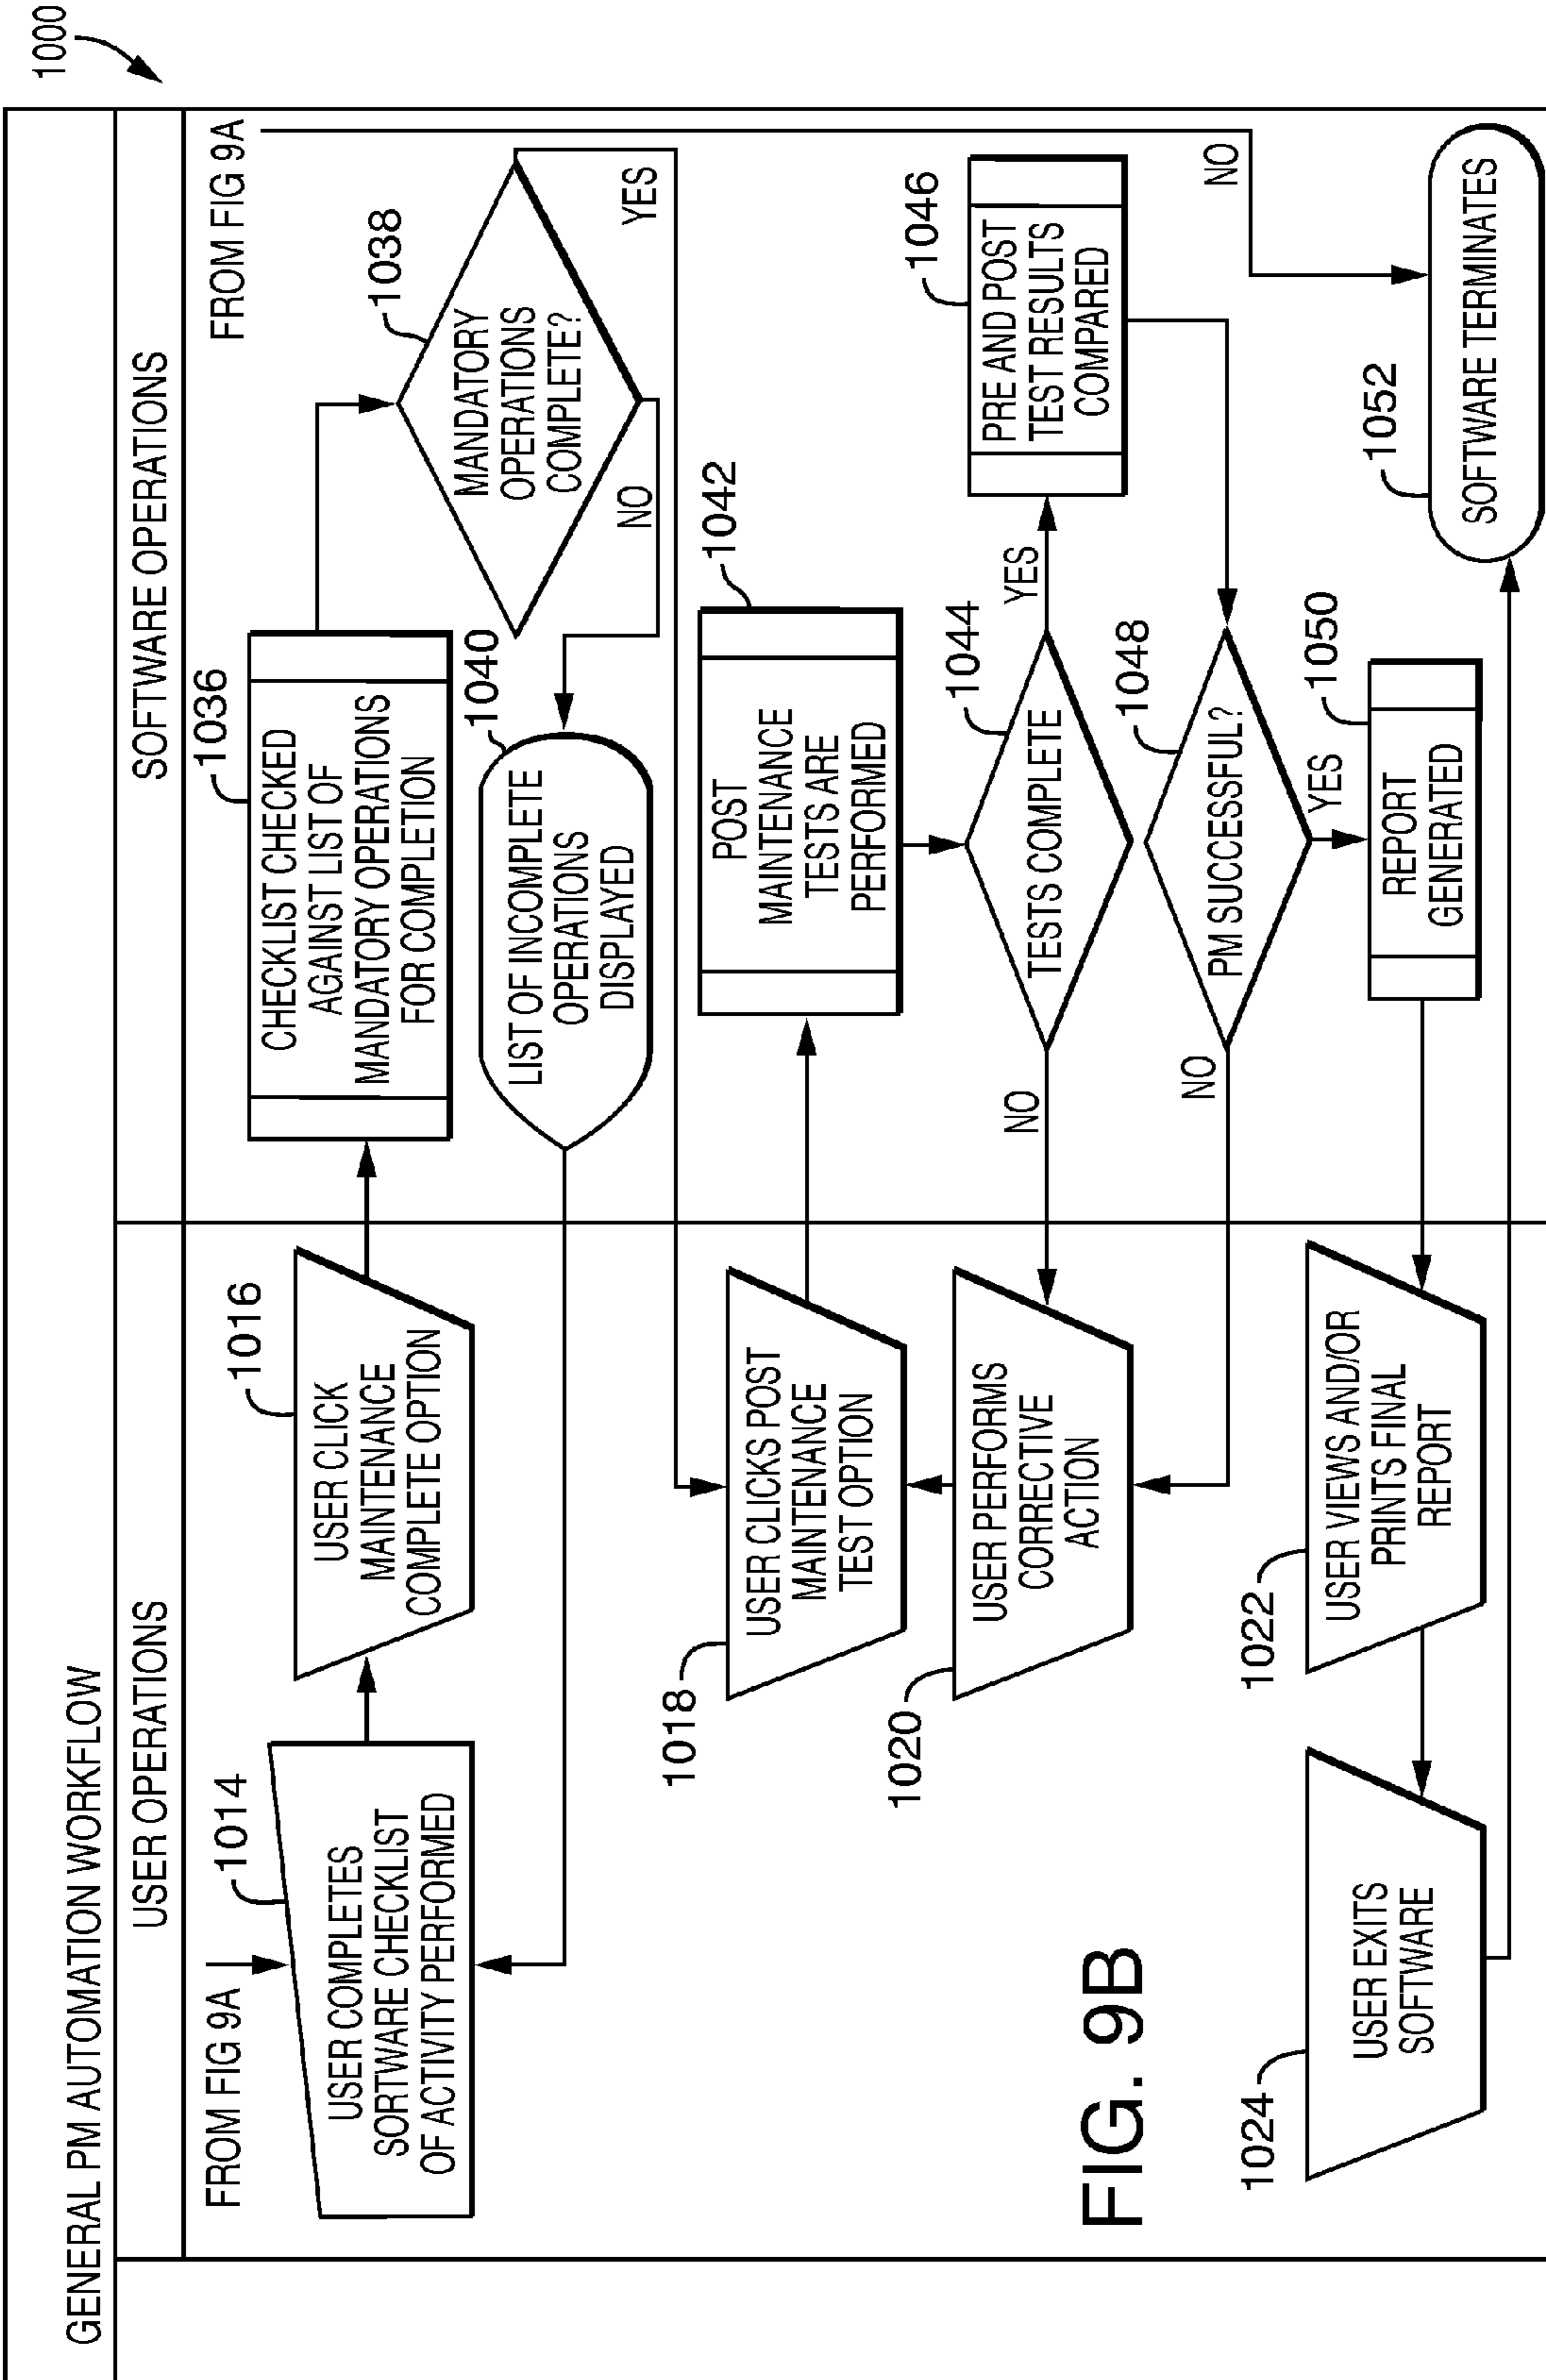 1000
GENERAL PM AUTOMATION WORKFLOW
USER OPERATIONS
SOFTWARE OPERATIONS
FROM FIG 9A
1014
USER COMPLETES
SORTWARE CHECKLIST
OF ACTIVITY PERFORMED
1016
USER CLICK
MAINTENANCE
COMPLETE OPTION
1036
CHECKLIST CHECKED
AGAINST LIST OF
MANDATORY OPERATIONS
FOR COMPLETION
FROM FIG 9A
1038
MANDATORY
OPERATIONS
COMPLETE?
YES
NO
1040
LIST OF INCOMPLETE
OPERATIONS
DISPLAYED
1018
USER CLICKS POST
MAINTENANCE
TEST OPTION
1042
POST
MAINTENANCE
TESTS ARE
PERFORMED
1020
USER PERFORMS
CORRECTIVE
ACTION
NO
1044
TESTS COMPLETE
YES
1046
PRE AND POST
TEST RESULTS
COMPARED
NO
1048
PM SUCCESSFUL?
YES
NO
1050
REPORT
GENERATED
1022
USER VIEWS AND/OR
PRINTS FINAL
REPORT
1024
USER EXITS
SOFTWARE
1052
SOFTWARE TERMINATES
FIG. 9B